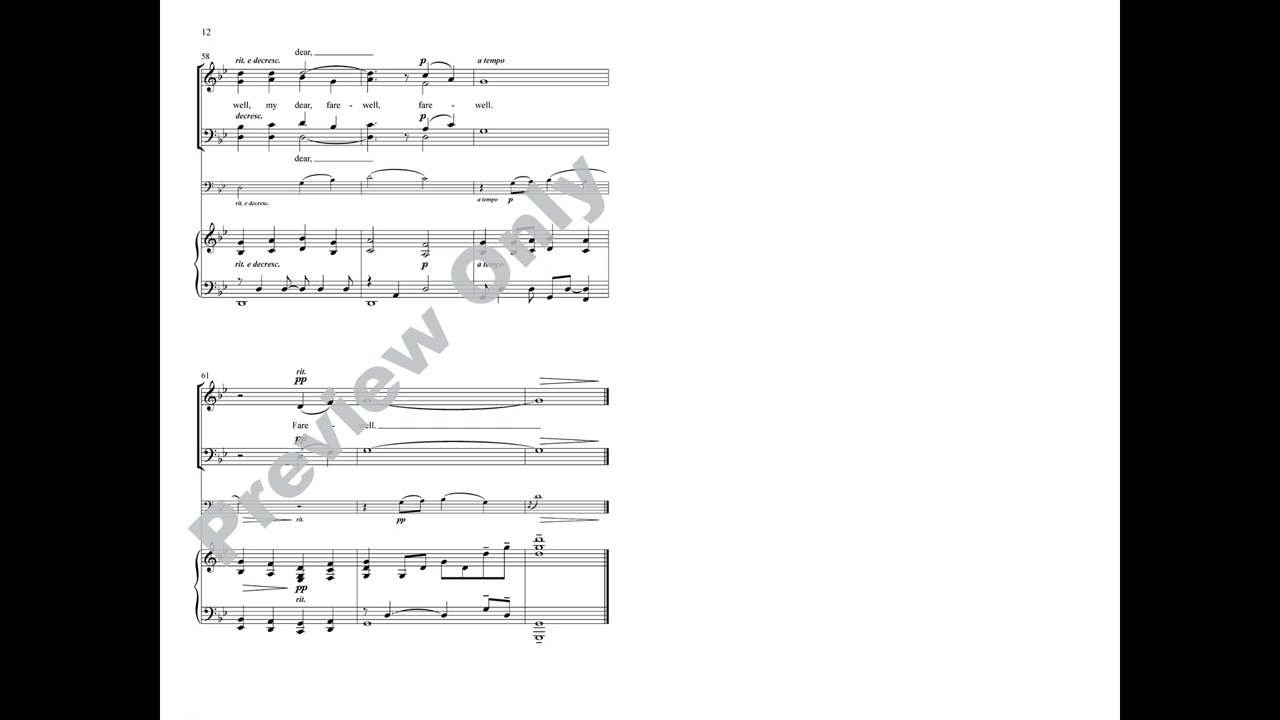 12
58
dear,
rit. e decresc.
p
a tempo
well, my dear, fare - well, fare - well.
decresc.
p
dear,
rit. e decresc.
a tempo
p
rit. e decresc.
p
a tempo
Preview Only
61
rit.
pp
Fare - well.
pp
rit.
pp
pp
rit.